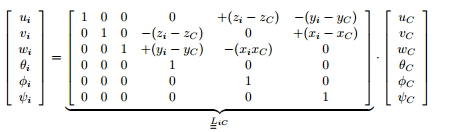 u_i 1 0 0 0 +(z_i − z_C) −(y_i − y_C) u_C
v_i 0 1 0 −(z_i − z_C) 0 +(x_i − x_C) v_C
w_i = 0 0 1 +(y_i − y_C) −(x_i x_C) 0 · w_C
θ_i 0 0 0 1 0 0 θ_C
ϕ_i 0 0 0 0 1 0 ϕ_C
ψ_i 0 0 0 0 0 1 ψ_C
L_iC